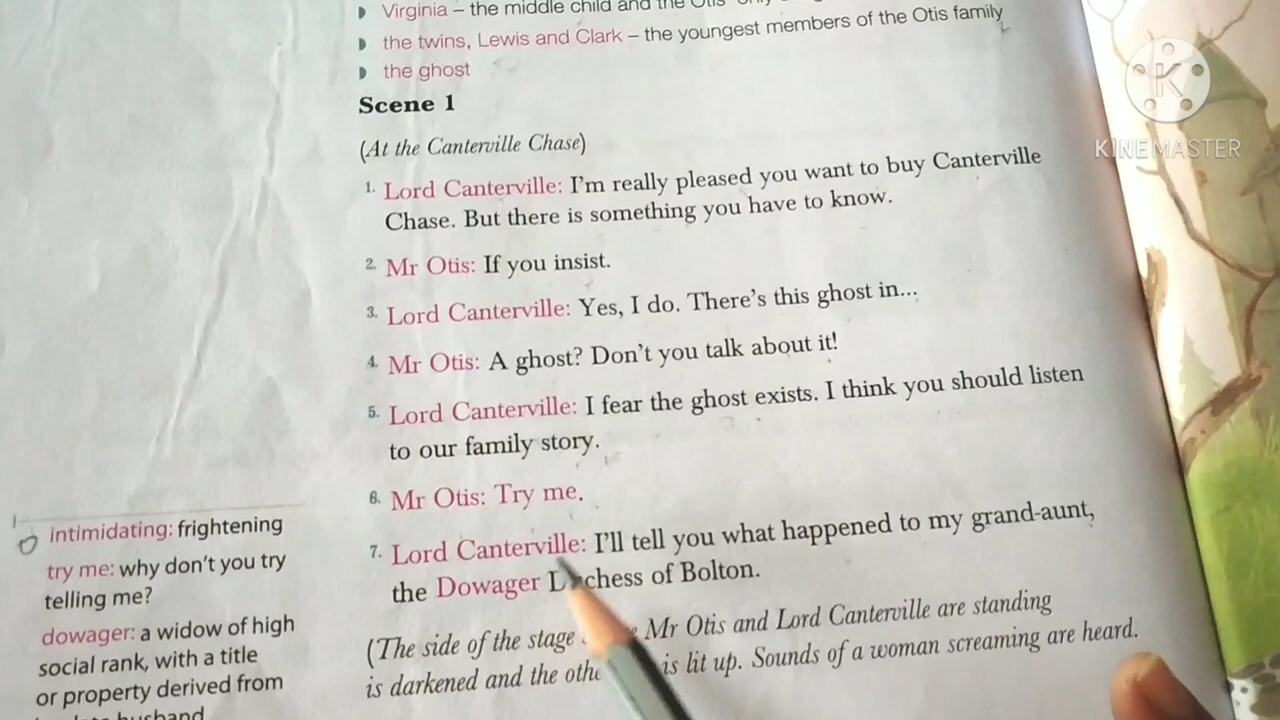 Virginia – the middle child and the Otis'
the twins, Lewis and Clark – the youngest members of the Otis family
the ghost
Scene 1
(At the Canterville Chase)
1. Lord Canterville: I'm really pleased you want to buy Canterville
Chase. But there is something you have to know.
2. Mr Otis: If you insist.
3. Lord Canterville: Yes, I do. There's this ghost in...
4. Mr Otis: A ghost? Don't you talk about it!
5. Lord Canterville: I fear the ghost exists. I think you should listen
to our family story.
6. Mr Otis: Try me.
7. Lord Canterville: I'll tell you what happened to my grand-aunt,
the Dowager Duchess of Bolton.
(The side of the stage Mr Otis and Lord Canterville are standing
is darkened and the is lit up. Sounds of a woman screaming are heard.
intimidating: frightening
try me: why don't you try
telling me?
dowager: a widow of high
social rank, with a title
or property derived from
husband
K
KINEMASTER